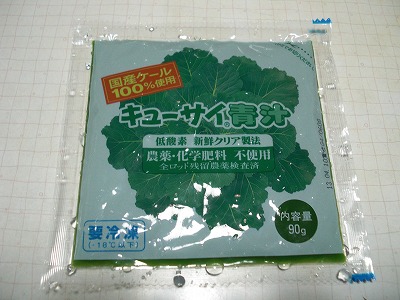 国産ケール
100%使用
キューサイ®青汁
低酸素 新鮮クリア製法
農薬・化学肥料 不使用
全ロット残留農薬検査済
要冷凍
(-18℃以下)
内容量
90g